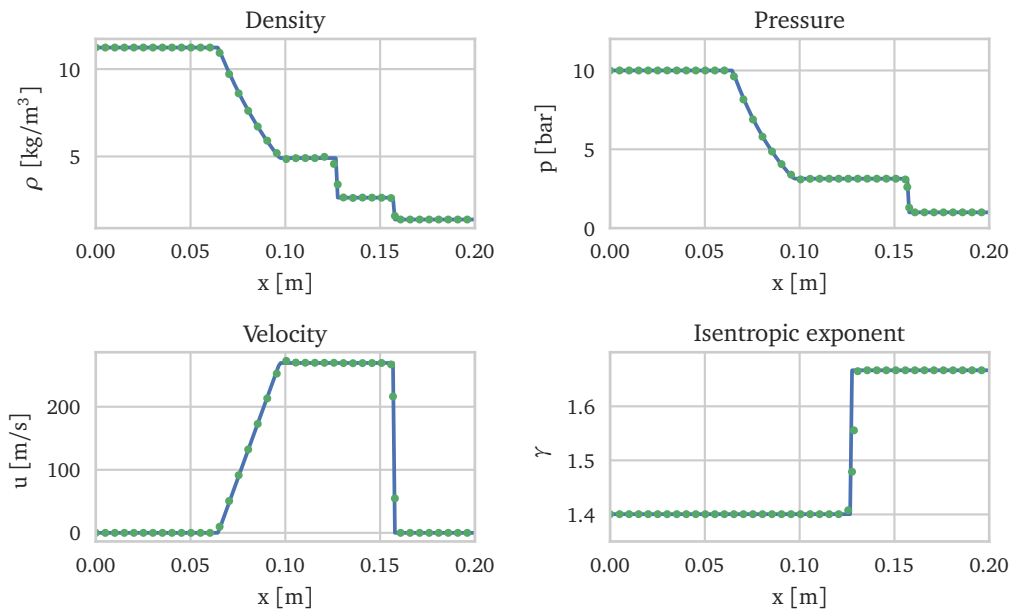 Density
10
5
ρ [kg/m³]
0.00 0.05 0.10 0.15 0.20
x [m]
Pressure
10
5
0
p [bar]
0.00 0.05 0.10 0.15 0.20
x [m]
Velocity
200
100
0
u [m/s]
0.00 0.05 0.10 0.15 0.20
x [m]
Isentropic exponent
1.6
1.5
1.4
γ
0.00 0.05 0.10 0.15 0.20
x [m]